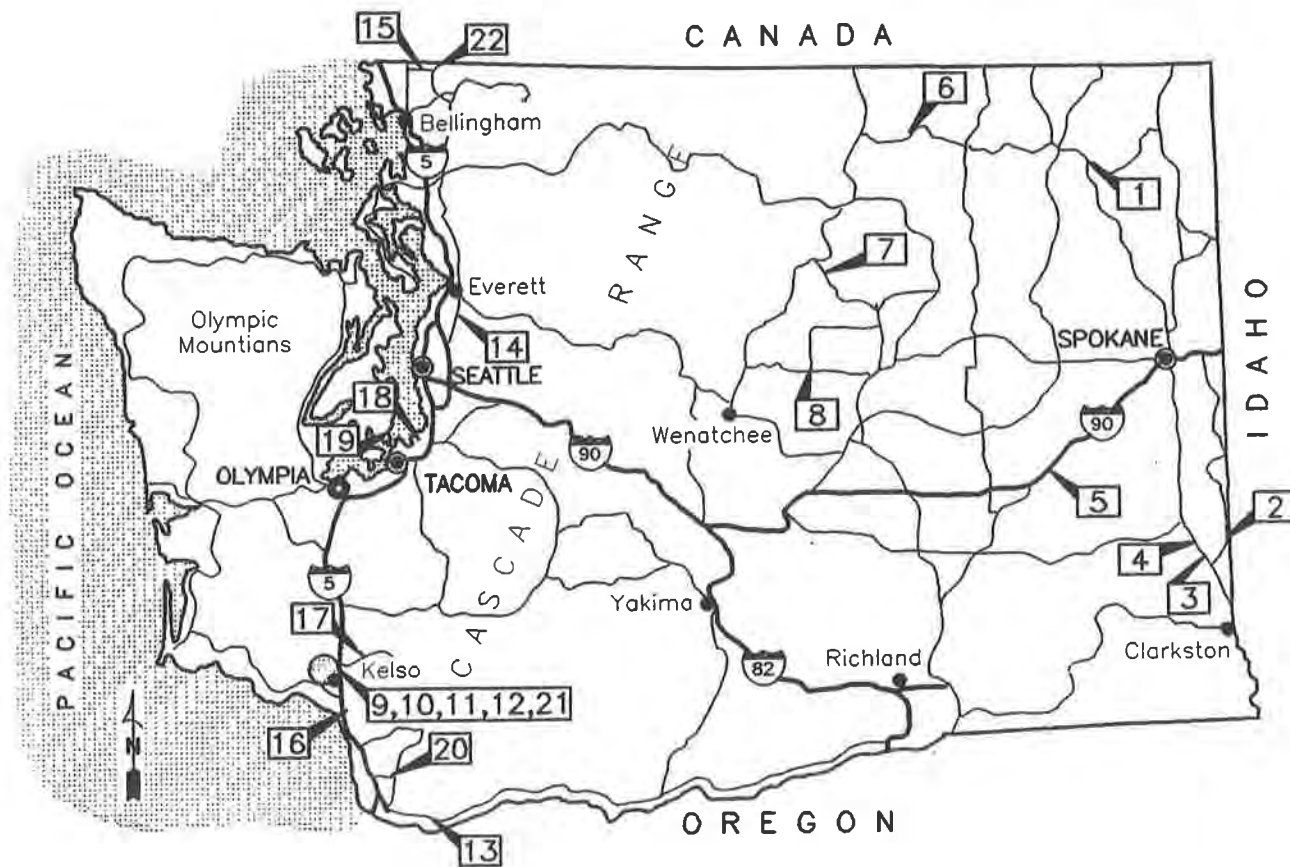 CANADA
15
22
6
Bellingham
5
1
RANGE
7
Everett
Olympic
Mountians
14
SPOKANE
SEATTLE
IDAHO
18
8
19
Wenatchee
90
90
OLYMPIA
TACOMA
PACIFIC OCEAN
5
2
CASCADE
4
5
3
Yakima
17
Kelso
Richland
Clarkston
82
9,10,11,12,21
16
N
20
OREGON
13